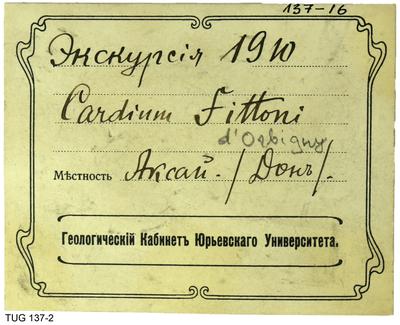 137-16
Экскурсія 1910
Cardium Fittoni
d'Orbigny
Мѣстность Аксай. /Донъ/.
Геологическій Кабинетъ Юрьевскаго Университета.
TUG 137-2